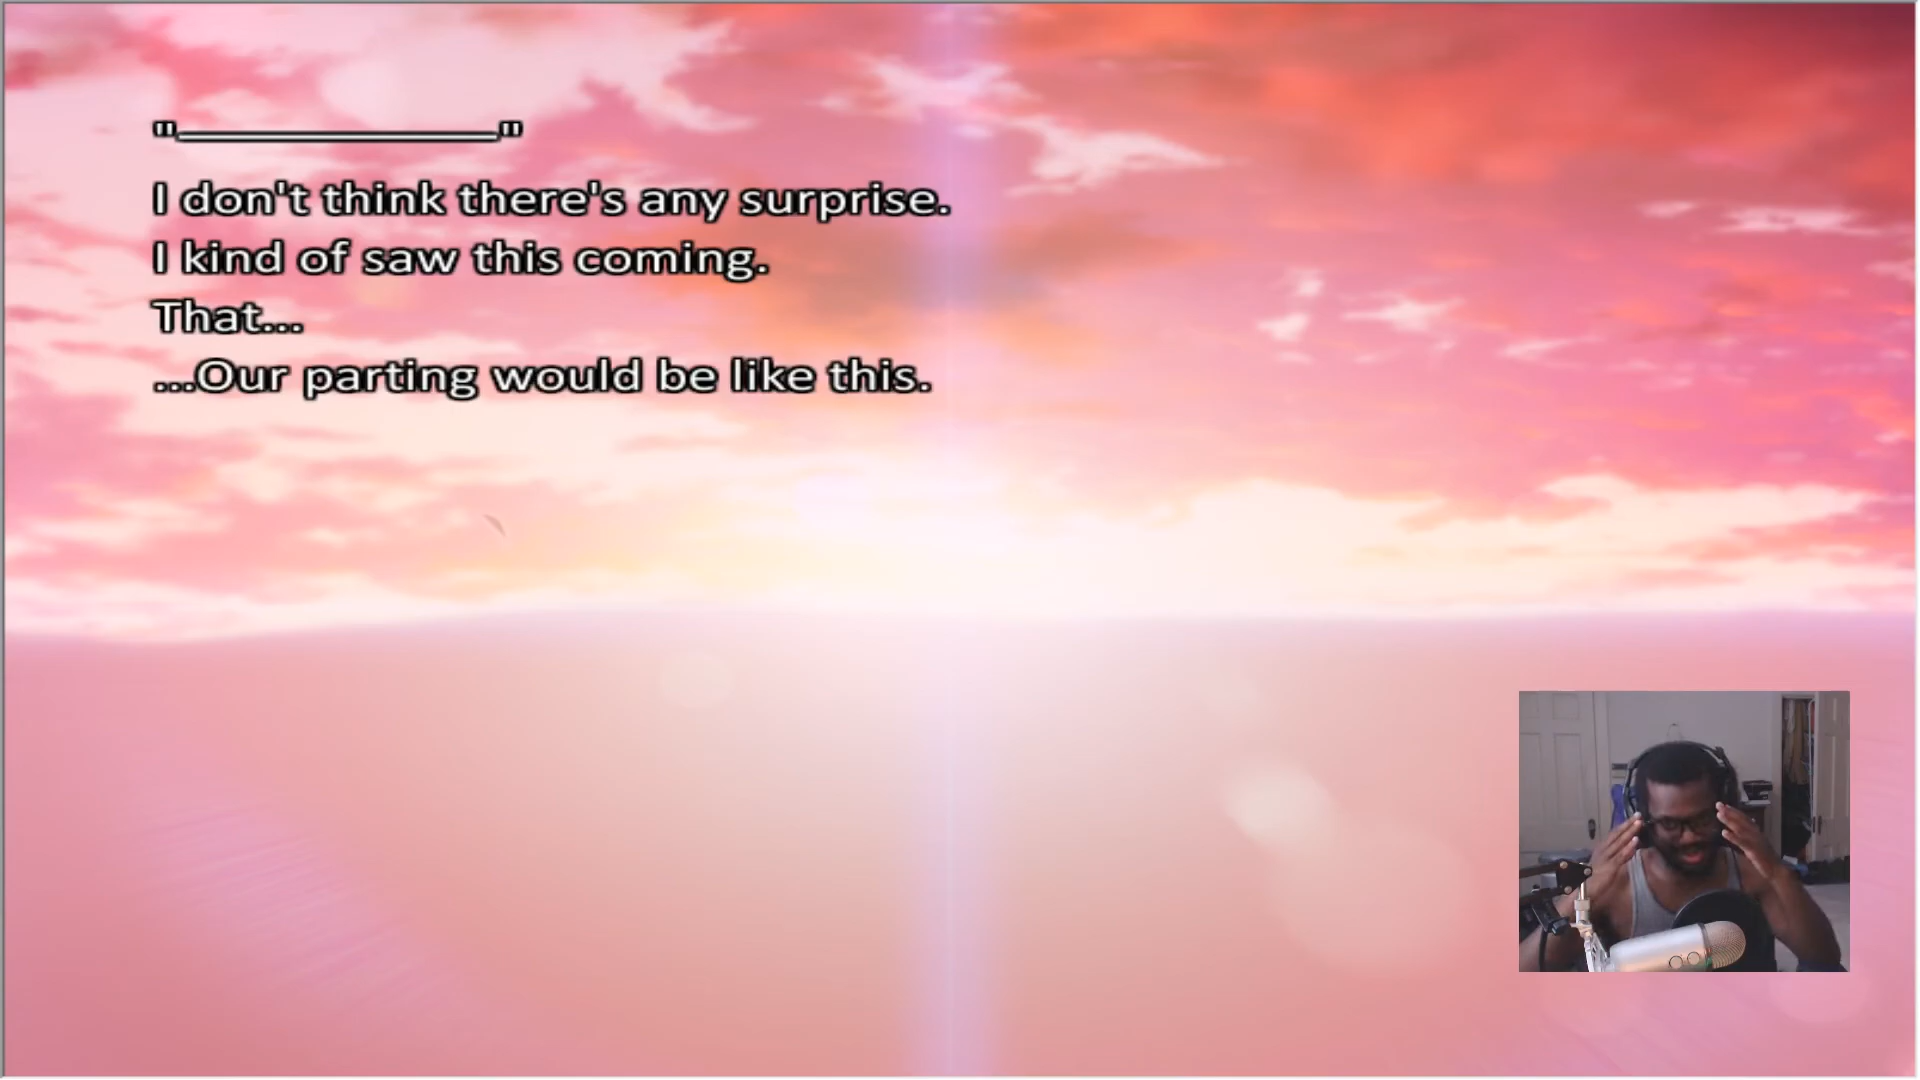 "——————"
I don't think there's any surprise.
I kind of saw this coming.
That...
...Our parting would be like this.